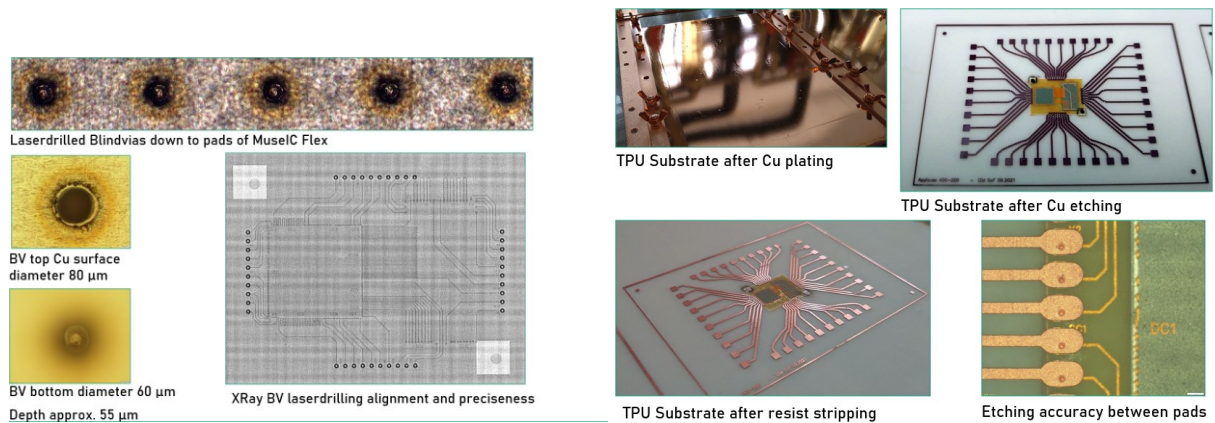 Laserdrilled Blindvias down to pads of MuseIC Flex
BV top Cu surface
diameter 80 µm
BV bottom diameter 60 µm
Depth approx. 55 µm
XRay BV laserdrilling alignment and preciseness
TPU Substrate after Cu plating
TPU Substrate after Cu etching
TPU Substrate after resist stripping
DC1
Etching accuracy between pads